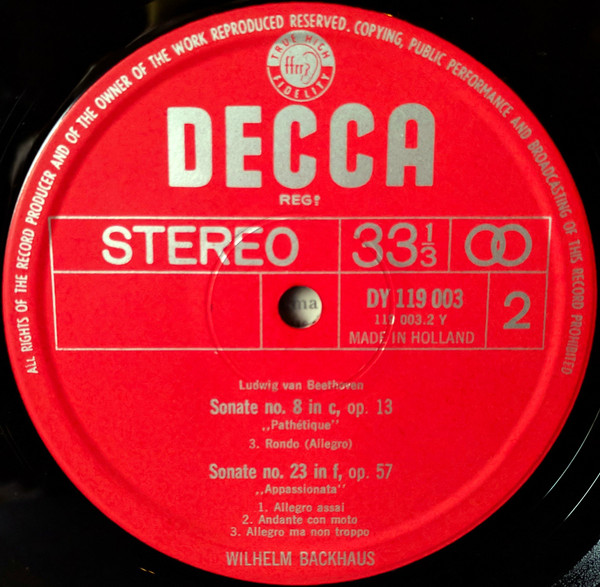 ALL RIGHTS OF THE RECORD PRODUCER AND OF THE OWNER OF THE WORK REPRODUCED RESERVED. COPYING, PUBLIC PERFORMANCE AND BROADCASTING OF THIS RECORD PROHIBITED
TRUE HIGH
ffrr
FIDELITY
DECCA
REG!
STEREO
33 1/3
DY 119 003
119 003.2 Y
MADE IN HOLLAND
2
Ludwig van Beethoven
Sonate no. 8 in c, op. 13
„Pathétique"
3. Rondo (Allegro)
Sonate no. 23 in f, op. 57
„Appassionata"
1. Allegro assai
2. Andante con moto
3. Allegro ma non troppo
WILHELM BACKHAUS